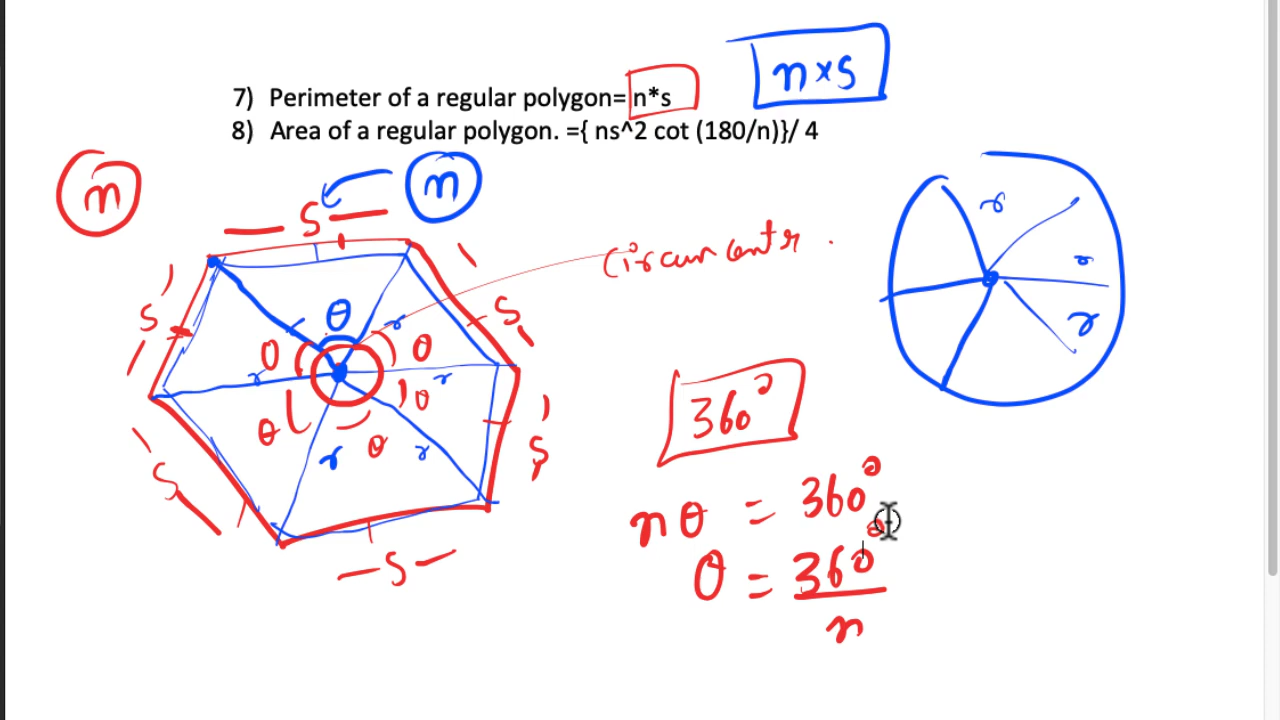 n×s
7) Perimeter of a regular polygon= n*s
8) Area of a regular polygon. ={ ns^2 cot (180/n)}/ 4
n
n
S
S
S
S
S
S
r
r
r
θ
θ
θ
θ
θ
θ
r
r
r
r
r
r
360°
nθ = 360°
θ = 360°
n